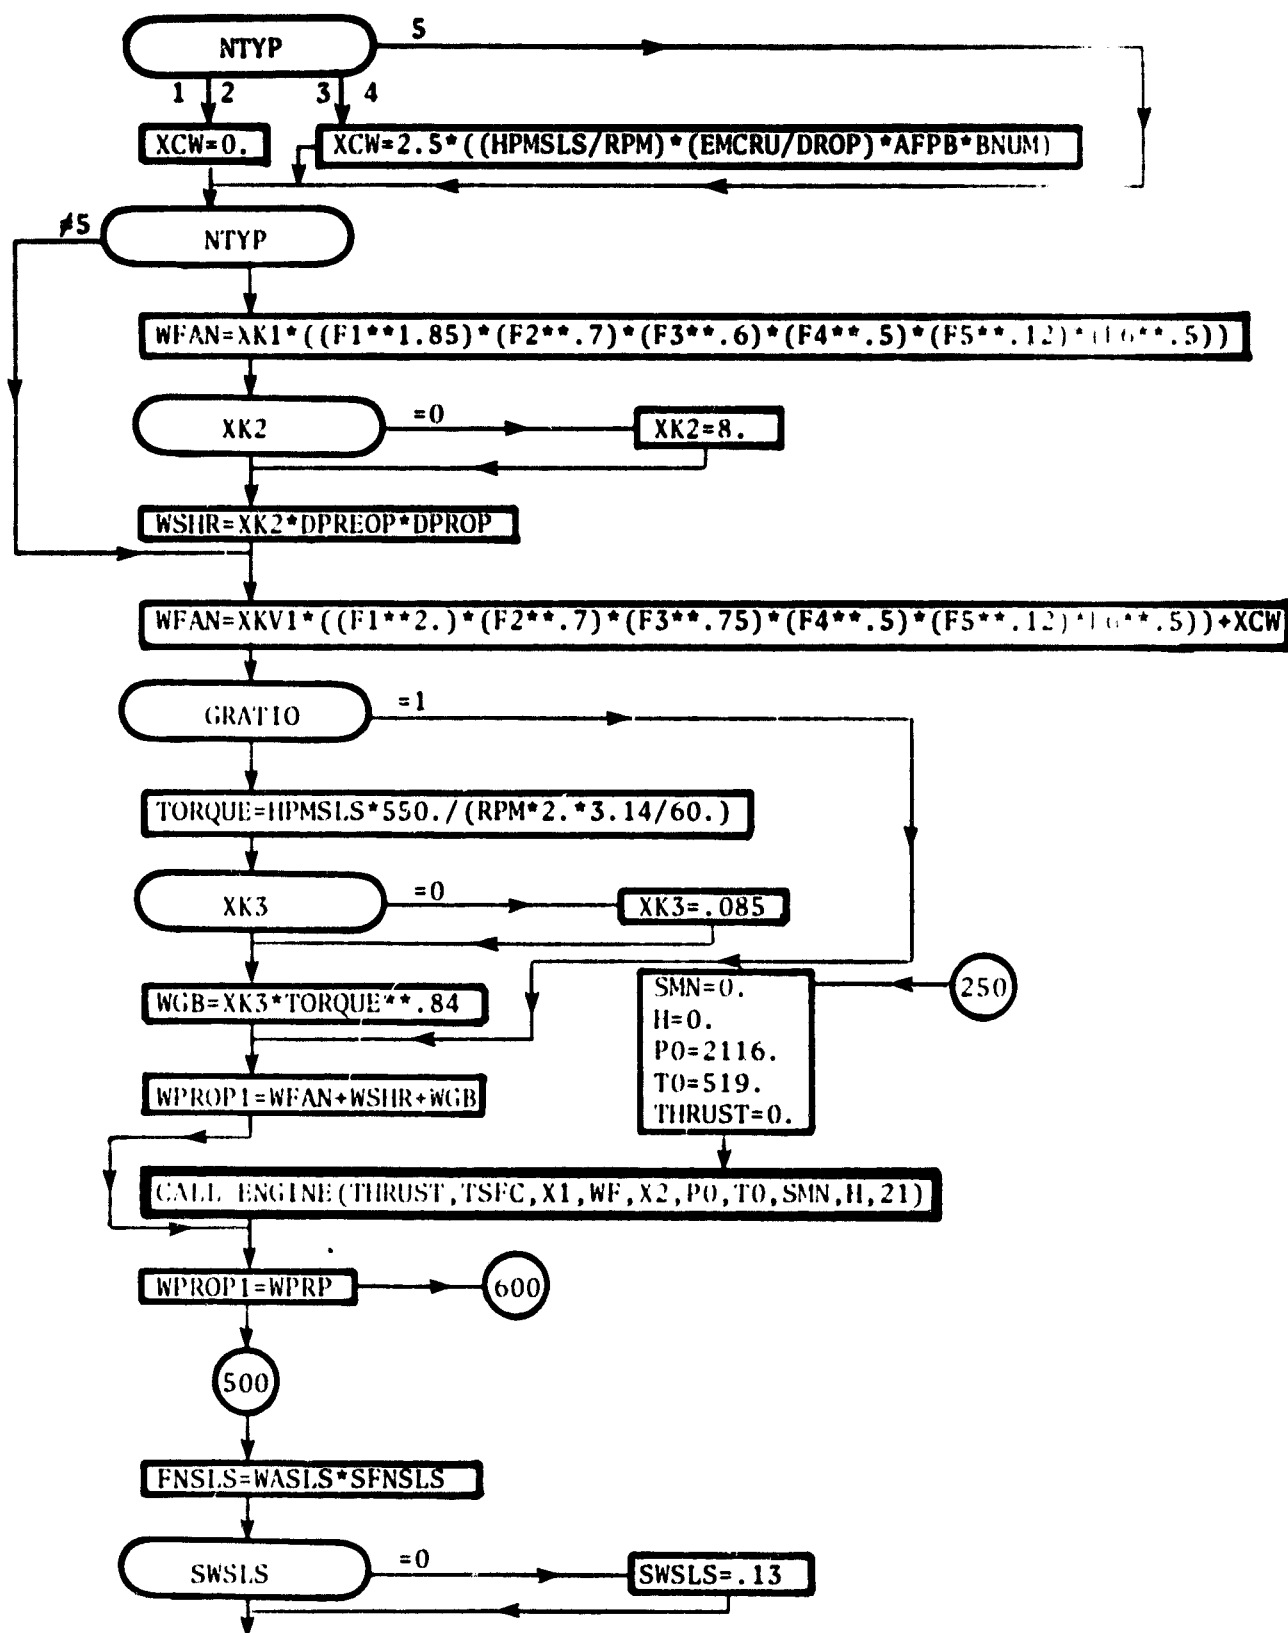 NTYP
5
1 2 3 4
XCW=0.
XCW=2.5*((HPMSLS/RPM)*(EMCRU/DROP)*AFPB*BNUM)
≠5
NTYP
WFAN=XK1*((F1**1.85)*(F2**.7)*(F3**.6)*(F4**.5)*(F5**.12)*(F6**.5))
XK2
=0
XK2=8.
WSHR=XK2*DPREOP*DPROP
WFAN=XKV1*((F1**2.)*(F2**.7)*(F3**.75)*(F4**.5)*(F5**.12)*F6**.5))+XCW
GRATIO
=1
TORQUE=HPMSLS*550./(RPM*2.*3.14/60.)
XK3
=0
XK3=.085
WGB=XK3*TORQUE**.84
SMN=0.
H=0.
P0=2116.
T0=519.
THRUST=0.
250
WPROP1=WFAN+WSHR+WGB
CALL ENGINE(THRUST,TSFC,X1,WF,X2,P0,T0,SMN,H,21)
WPROP1=WPRP
600
500
FNSLS=WASLS*SFNSLS
SWSLS
=0
SWSLS=.13